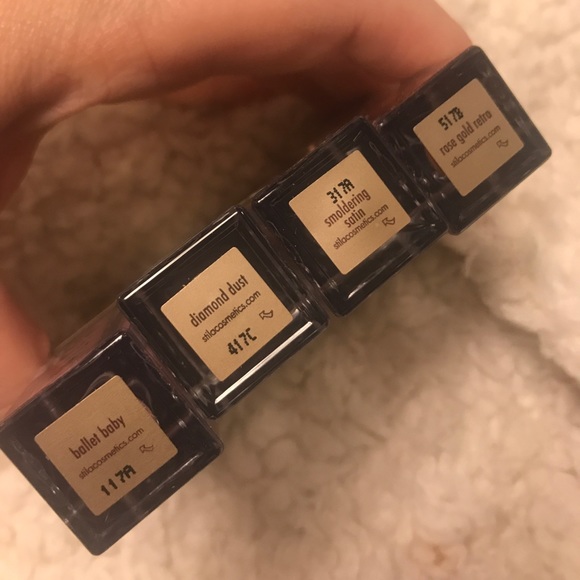 ballet baby
stilacosmetics.com
117A
diamond dust
stilacosmetics.com
417C
317A
smoldering
satin
stilacosmetics.com
517B
rose gold retro
stilacosmetics.com